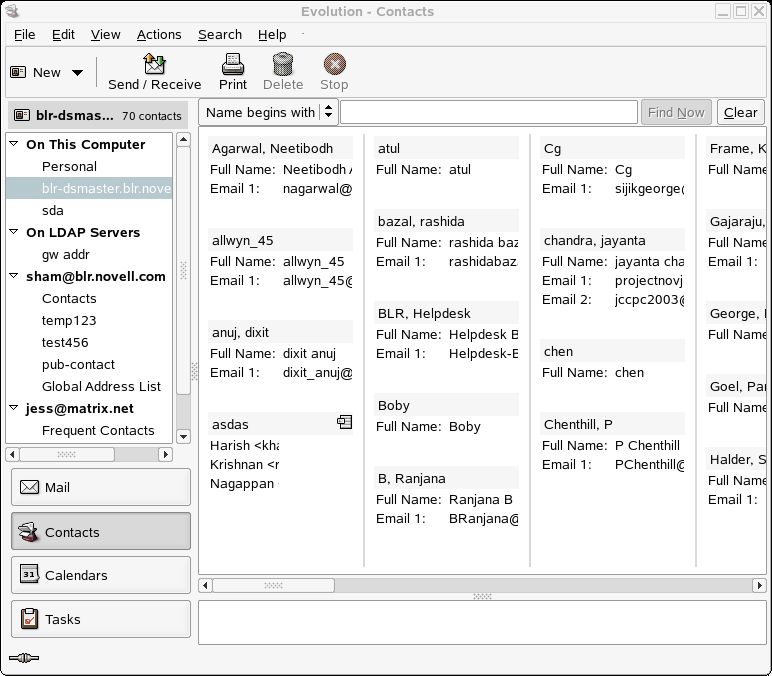 Evolution - Contacts
File Edit View Actions Search Help
New
Send / Receive
Print
Delete
Stop
blr-dsmas... 70 contacts
Name begins with
Find Now
Clear
On This Computer
Personal
blr-dsmaster.blr.nove
sda
On LDAP Servers
gw addr
sham@blr.novell.com
Contacts
temp123
test456
pub-contact
Global Address List
jess@matrix.net
Frequent Contacts
Mail
Contacts
31
Calendars
Tasks
Agarwal, Neetibodh
Full Name: Neetibodh
Email 1: nagarwal@
allwyn_45
Full Name: allwyn_45
Email 1: allwyn_45@
anuj, dixit
Full Name: dixit anuj
Email 1: dixit_anuj@
asdas
Harish <kha
Krishnan <r
Nagappan
atul
Full Name: atul
bazal, rashida
Full Name: rashida baz
Email 1: rashidabaz
BLR, Helpdesk
Full Name: Helpdesk B
Email 1: Helpdesk-B
Boby
Full Name: Boby
B, Ranjana
Full Name: Ranjana B
Email 1: BRanjana@
Cg
Full Name: Cg
Email 1: sijikgeorge
chandra, jayanta
Full Name: jayanta cha
Email 1: projectnovj
Email 2: jccpc2003@
chen
Full Name: chen
Chenthill, P
Full Name: P Chenthill
Email 1: PChenthill@
Frame, K
Full Name
Gajaraju,
Full Name
Email 1:
George,
Full Name
Goel, Par
Full Name
Halder, S
Full Name
Email 1: